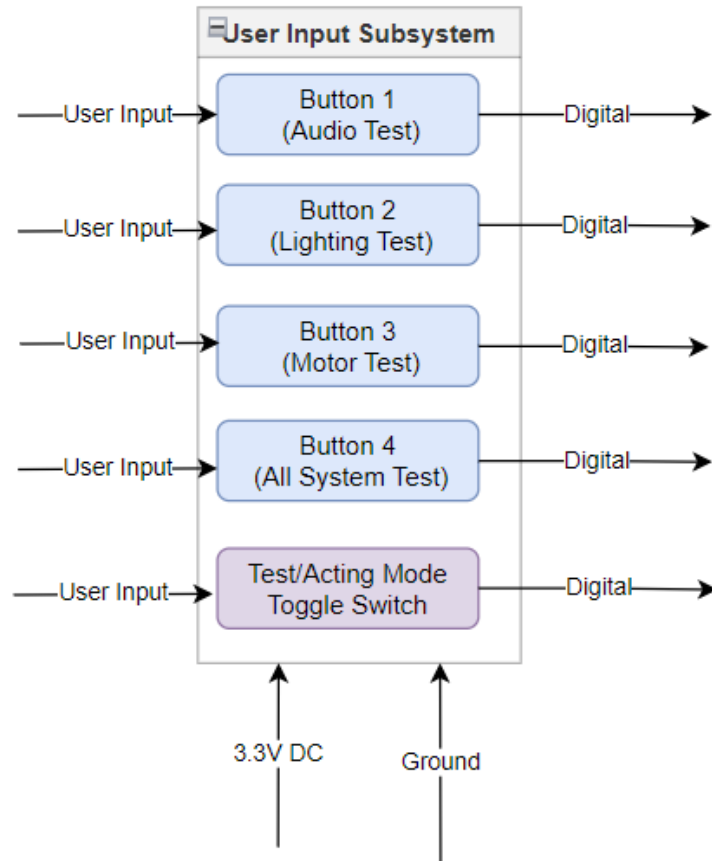 User Input Subsystem
User Input
Button 1
(Audio Test)
Digital
User Input
Button 2
(Lighting Test)
Digital
User Input
Button 3
(Motor Test)
Digital
User Input
Button 4
(All System Test)
Digital
User Input
Test/Acting Mode
Toggle Switch
Digital
3.3V DC
Ground